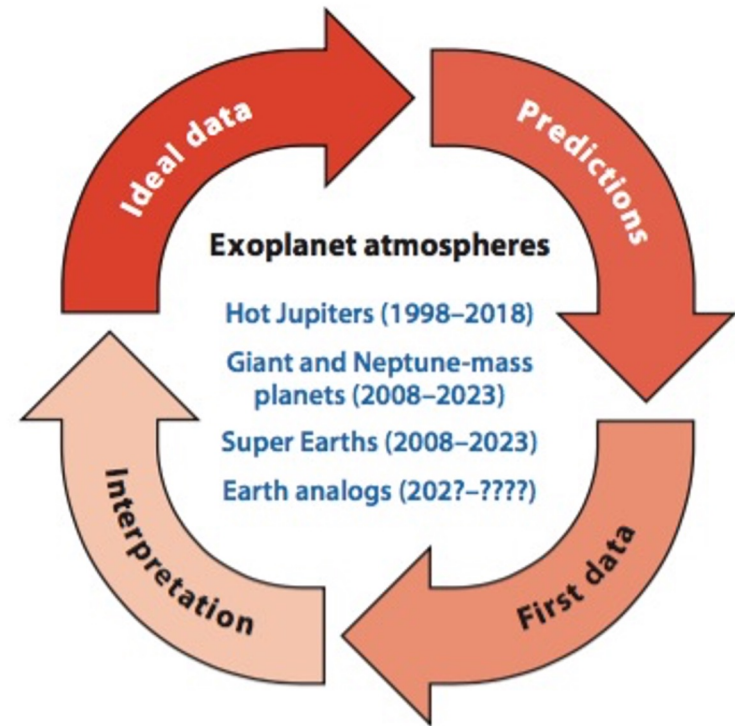 Ideal data
Predictions
Exoplanet atmospheres
Hot Jupiters (1998–2018)
Giant and Neptune-mass
planets (2008–2023)
Super Earths (2008–2023)
Earth analogs (202?–????)
Interpretation
First data